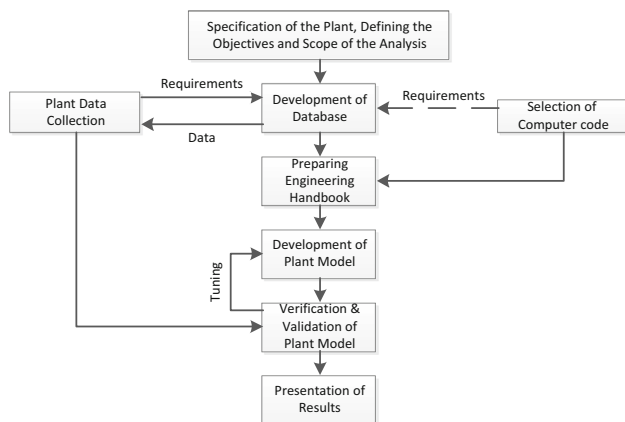 Specification of the Plant, Defining the
Objectives and Scope of the Analysis
Requirements
Plant Data
Collection
Development of
Database
Requirements
Selection of
Computer code
Data
Preparing
Engineering
Handbook
Development of
Plant Model
Tuning
Verification &
Validation of
Plant Model
Presentation of
Results